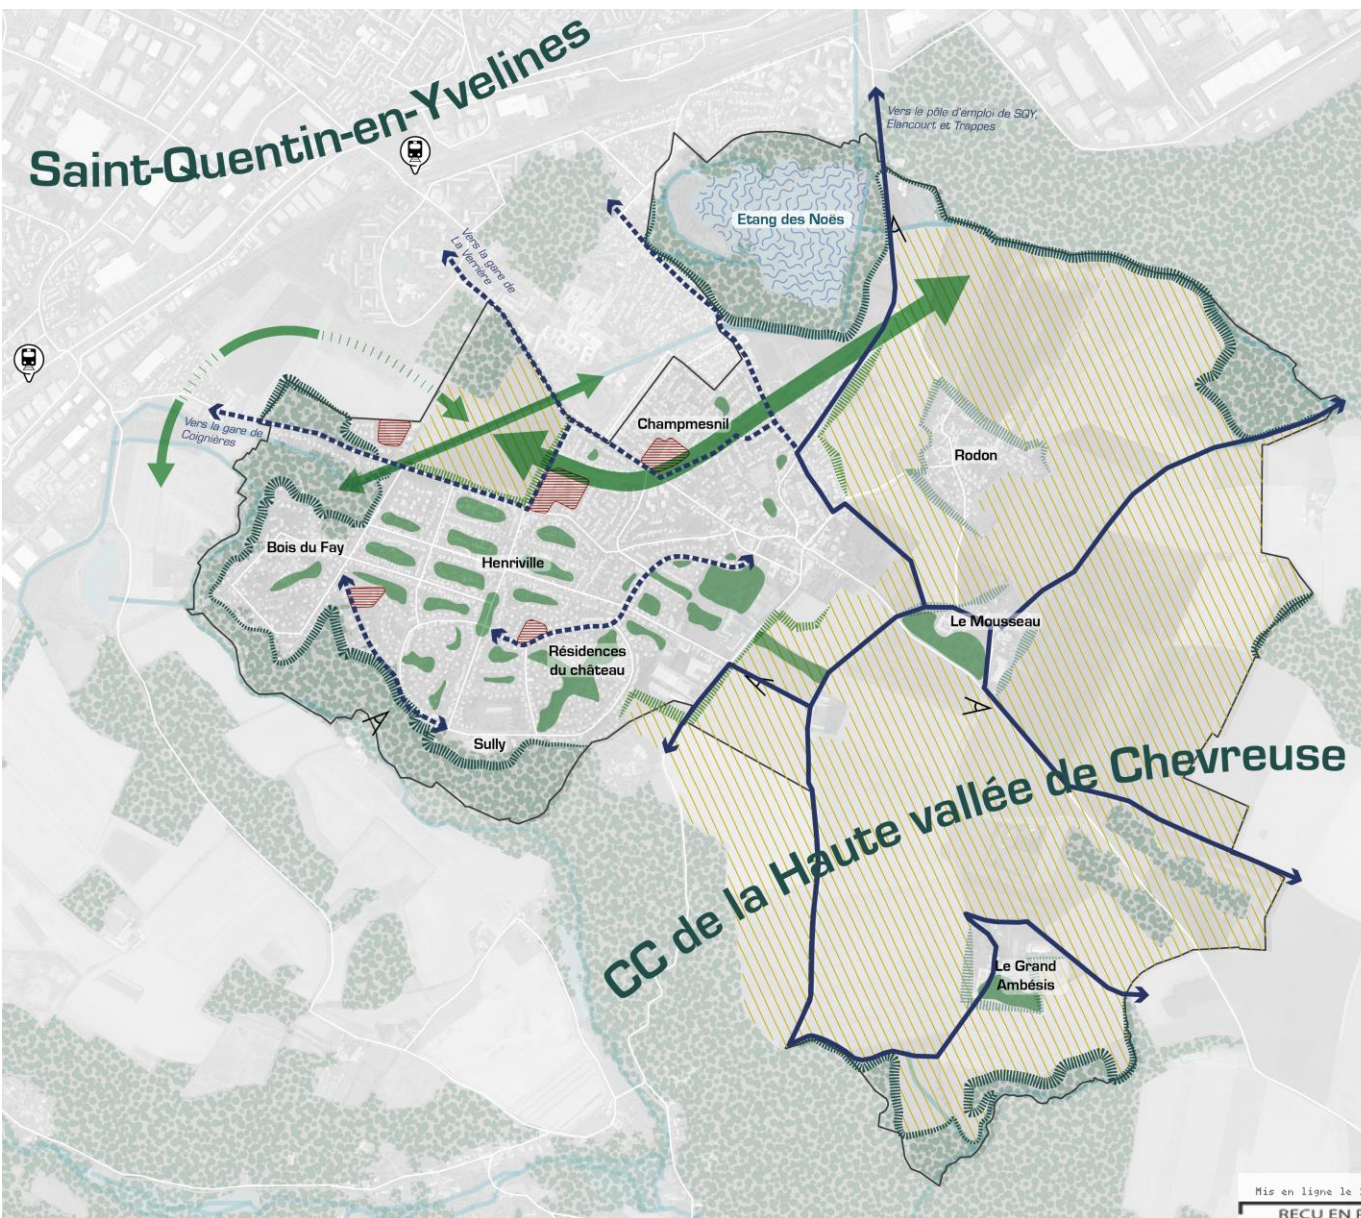 Saint-Quentin-en-Yvelines
Vers le pôle d'emploi de SQY,
Elancourt et Trappes
Etang des Noës
Vers la gare de
La Verrière
Vers la gare de
Coignières
Champmesnil
Rodon
Bois du Fay
Henriville
Le Mousseau
Résidences
du château
Sully
CC de la Haute vallée de Chevreuse
Le Grand
Ambésis
Mis en ligne le
RECU EN